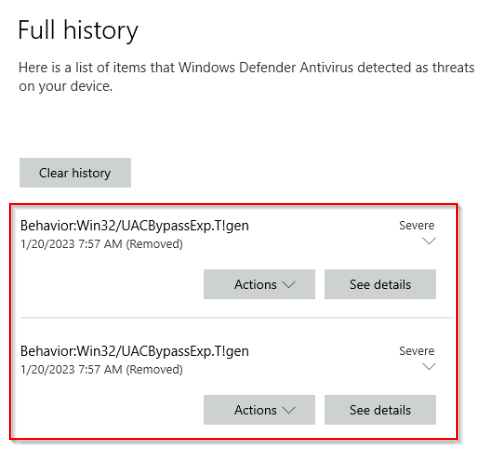 Full history
Here is a list of items that Windows Defender Antivirus detected as threats
on your device.
Clear history
Behavior:Win32/UACBypassExp.T!gen
Severe
1/20/2023 7:57 AM (Removed)
Actions
See details
Behavior:Win32/UACBypassExp.T!gen
Severe
1/20/2023 7:57 AM (Removed)
Actions
See details